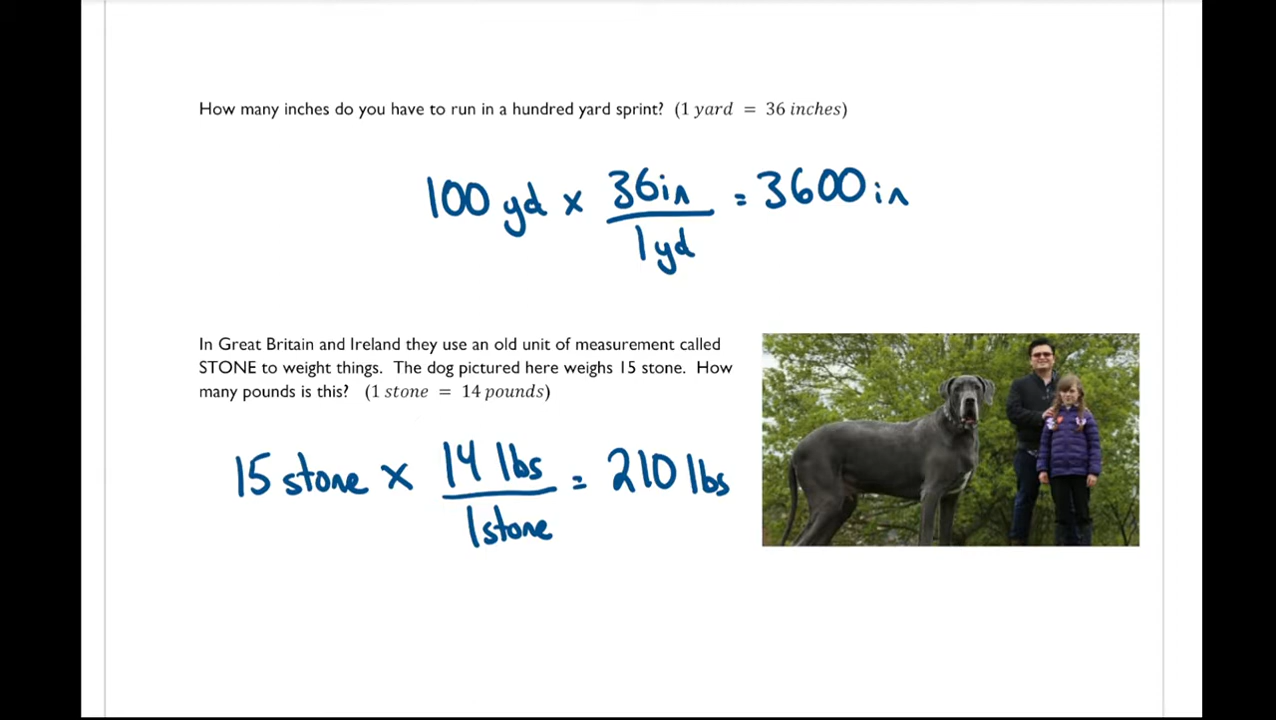 How many inches do you have to run in a hundred yard sprint? (1 yard = 36 inches)
100 yd x 36in = 3600 in
1yd
In Great Britain and Ireland they use an old unit of measurement called
STONE to weight things. The dog pictured here weighs 15 stone. How
many pounds is this? (1 stone = 14 pounds)
15 stone x 14 lbs = 210 lbs
1stone